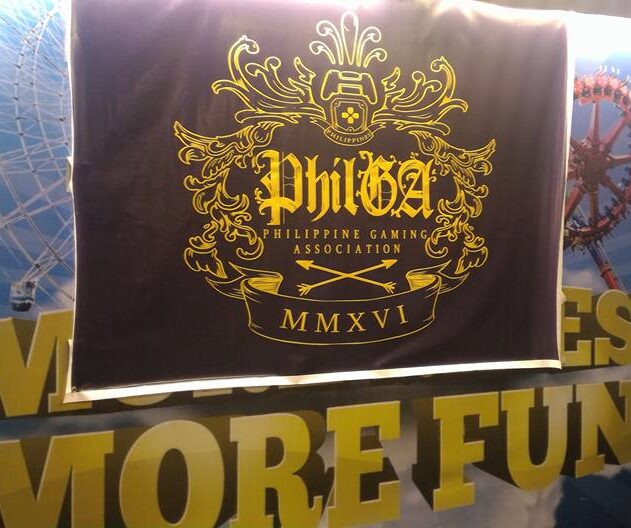 PHILIPPINES
PhilGA
PHILIPPINE GAMING
ASSOCIATION
MMXVI
MORE FUN